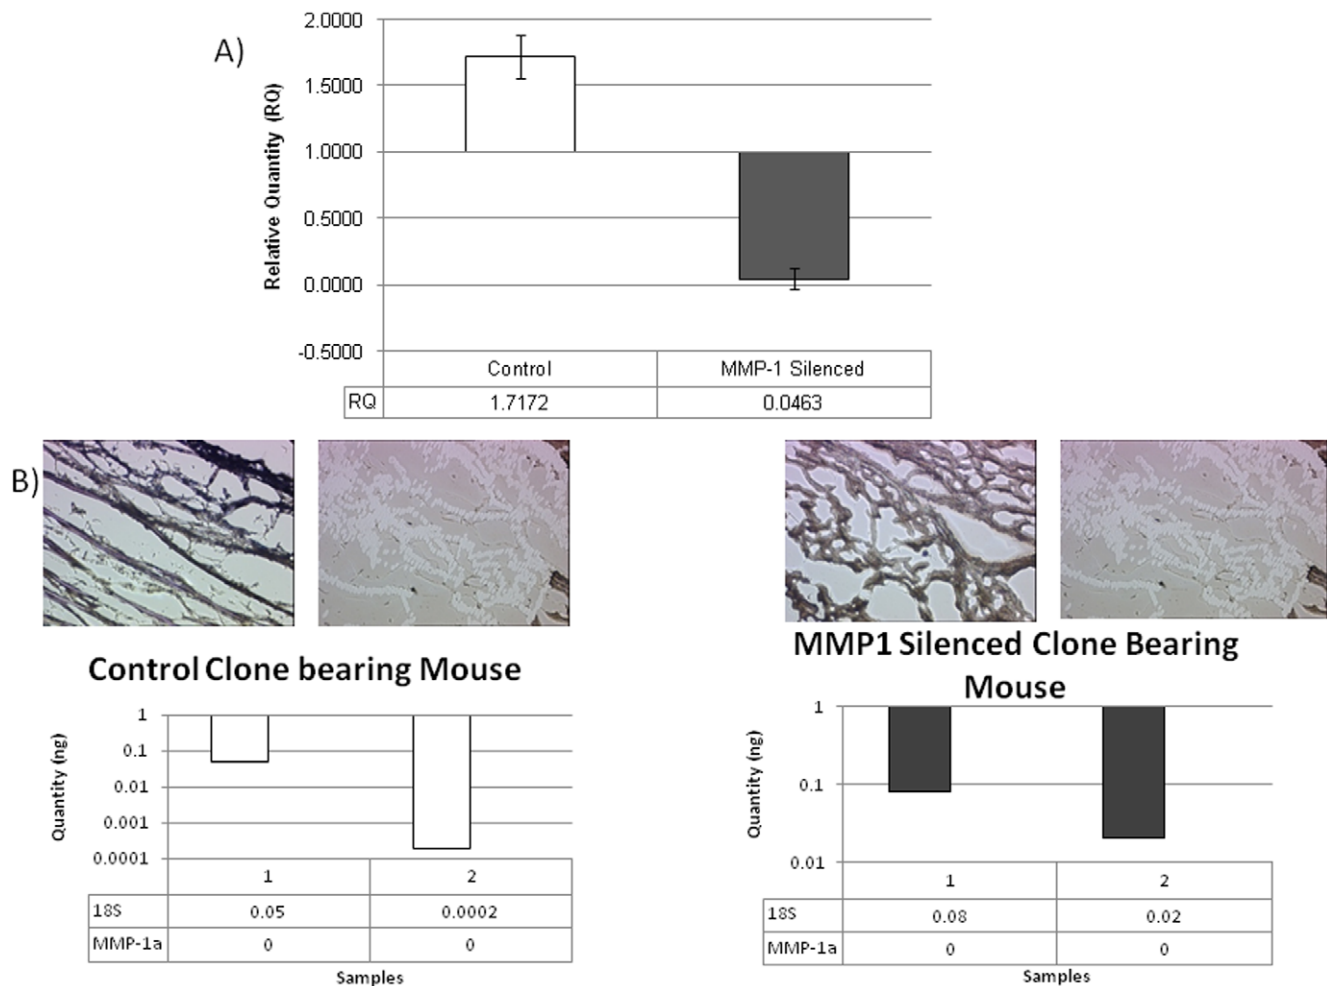 A)
Relative Quantity (RQ)
2.0000
1.5000
1.0000
0.5000
0.0000
-0.5000
Control MMP-1 Silenced
RQ 1.7172 0.0463
B)
Control Clone bearing Mouse
Quantity (ng)
1
0.1
0.01
0.001
0.0001
1 2
18S 0.05 0.0002
MMP-1a 0 0
Samples
MMP1 Silenced Clone Bearing
Mouse
Quantity (ng)
1
0.1
0.01
1 2
18S 0.08 0.02
MMP-1a 0 0
Samples